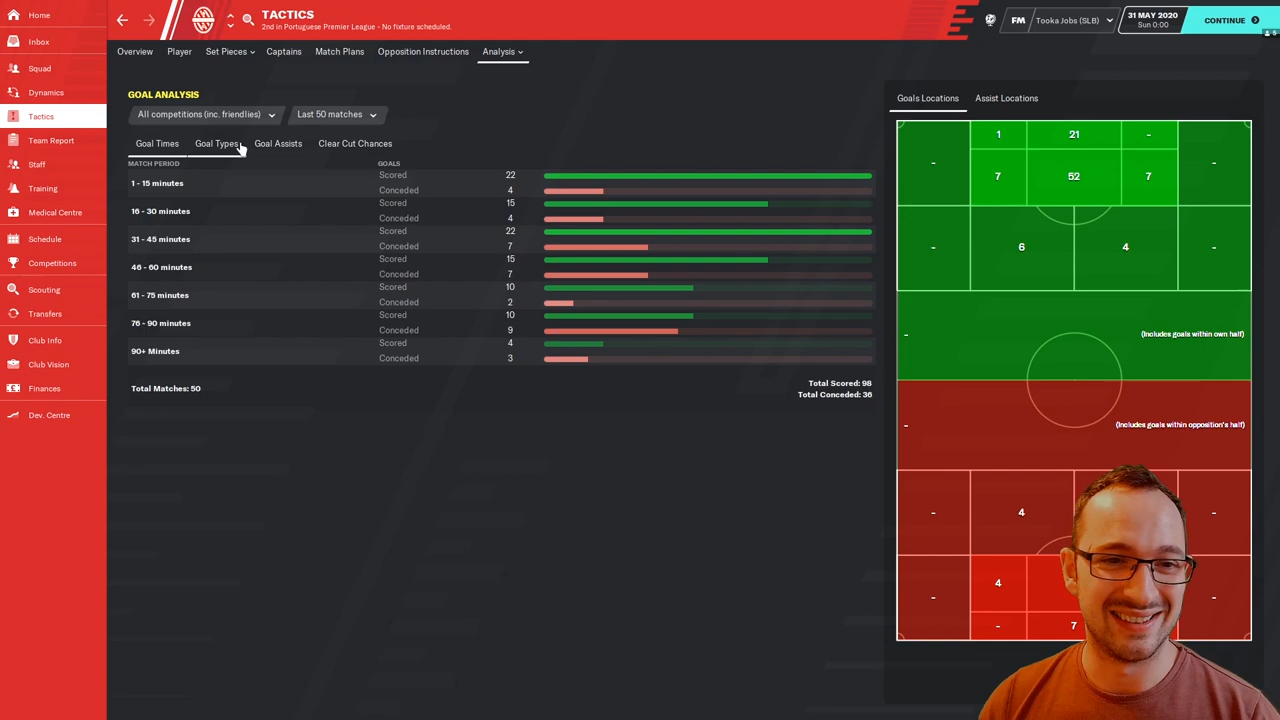 Home
Inbox
Squad
Dynamics
Tactics
Team Report
Staff
Training
Medical Centre
Schedule
Competitions
Scouting
Transfers
Club Info
Club Vision
Finances
Dev. Centre
TACTICS
2nd in Portuguese Premier League - No fixture scheduled.
FM
Tooka Jobs (SLB)
31 MAY 2020
Sun 0:00
CONTINUE
5
Overview
Player
Set Pieces
Captains
Match Plans
Opposition Instructions
Analysis
GOAL ANALYSIS
All competitions (inc. friendlies)
Last 50 matches
Goal Times
Goal Types
Goal Assists
Clear Cut Chances
MATCH PERIOD
GOALS
1 - 15 minutes
Scored 22
Conceded 4
16 - 30 minutes
Scored 15
Conceded 4
31 - 45 minutes
Scored 22
Conceded 7
46 - 60 minutes
Scored 15
Conceded 7
61 - 75 minutes
Scored 10
Conceded 2
76 - 90 minutes
Scored 10
Conceded 9
90+ Minutes
Scored 4
Conceded 3
Total Matches: 50
Total Scored: 98
Total Conceded: 36
Goals Locations
Assist Locations
1 21 -
- -
7 52 7
- 6 4 -
- (Includes goals within own half)
- (Includes goals within opposition's half)
- 4 -
4
- -
- 7